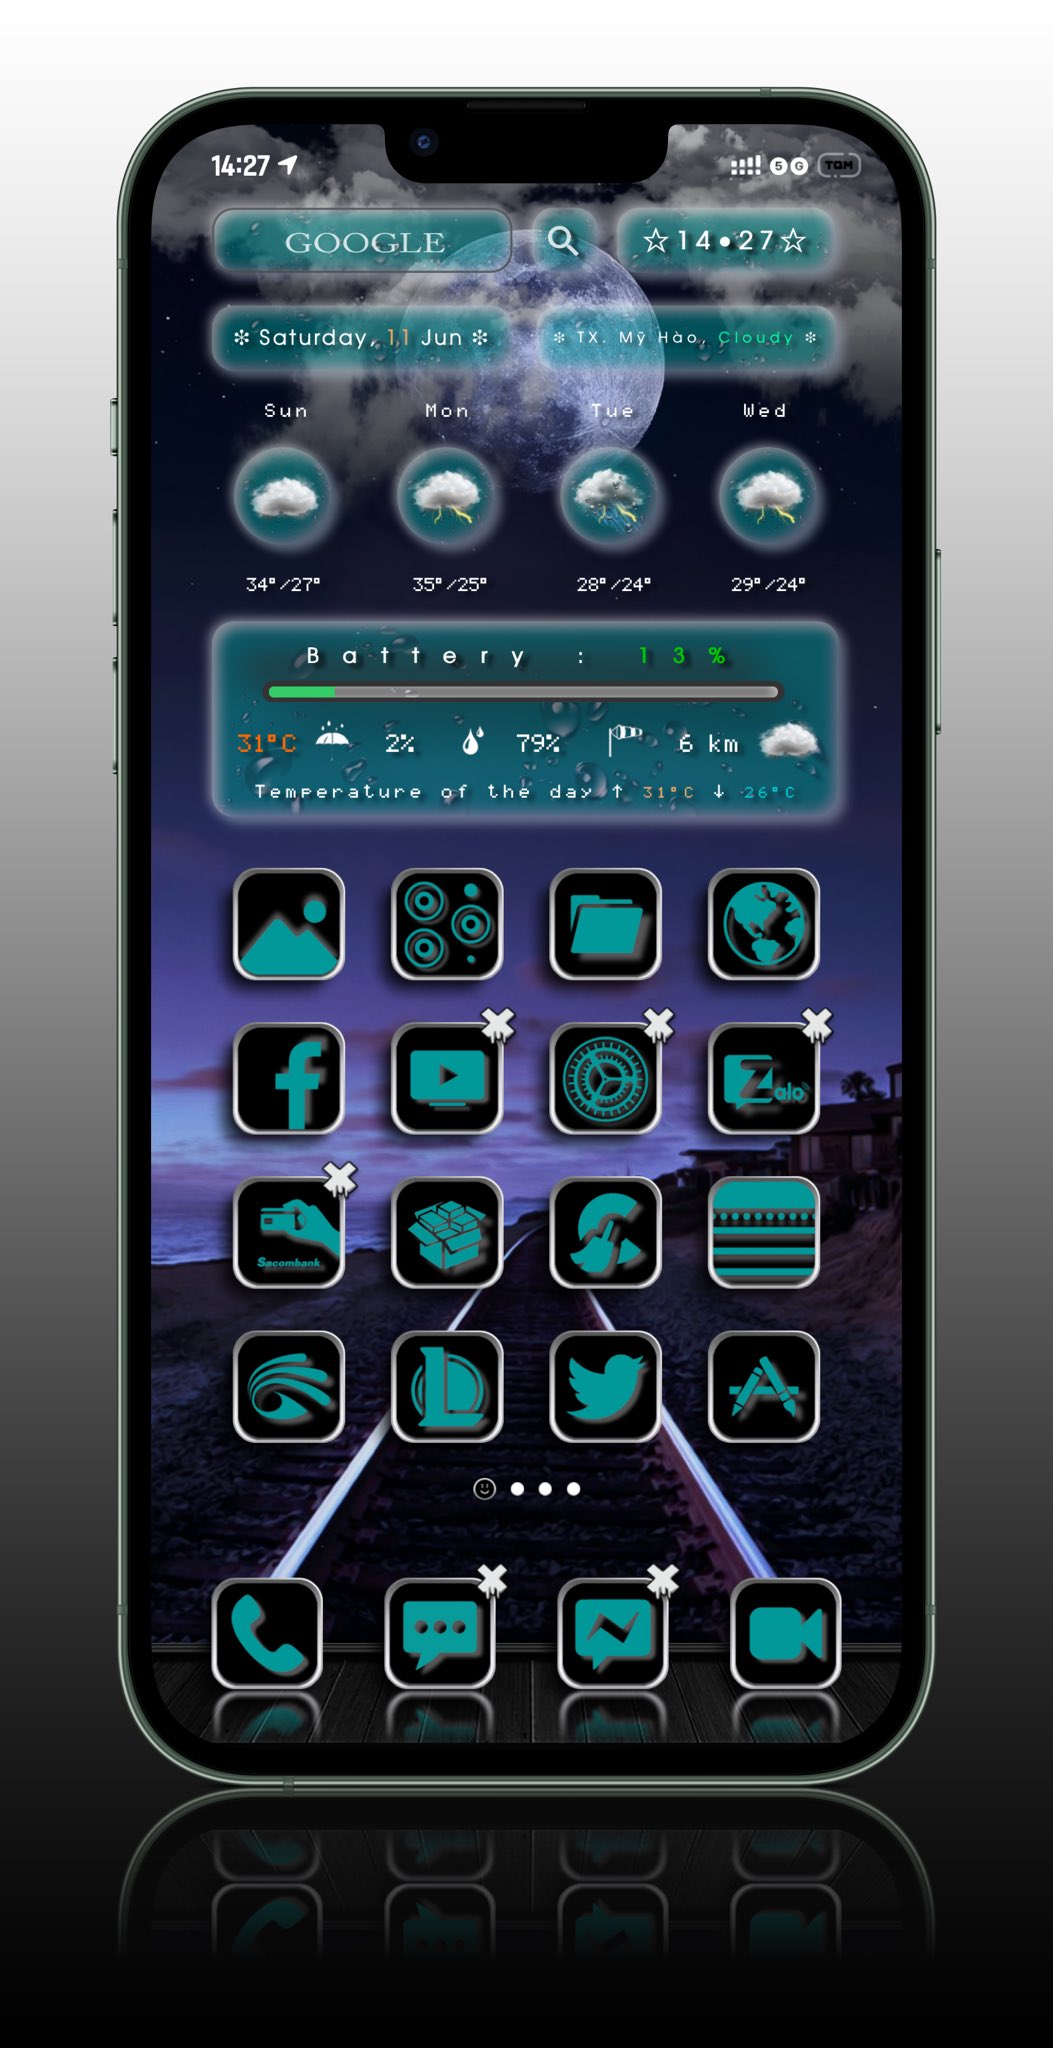 14:27 5 G TQM
GOOGLE ☆14•27☆
❇ Saturday, 11 Jun ❇ ❇ TX. Mỹ Hào, Cloudy ❇
Sun Mon Tue Wed
34°/27° 35°/25° 28°/24° 29°/24°
Battery : 13%
31°C 2% 79% 6 km
Temperature of the day ↑ 31°C ↓ 26°C
Zalo
Sacombank